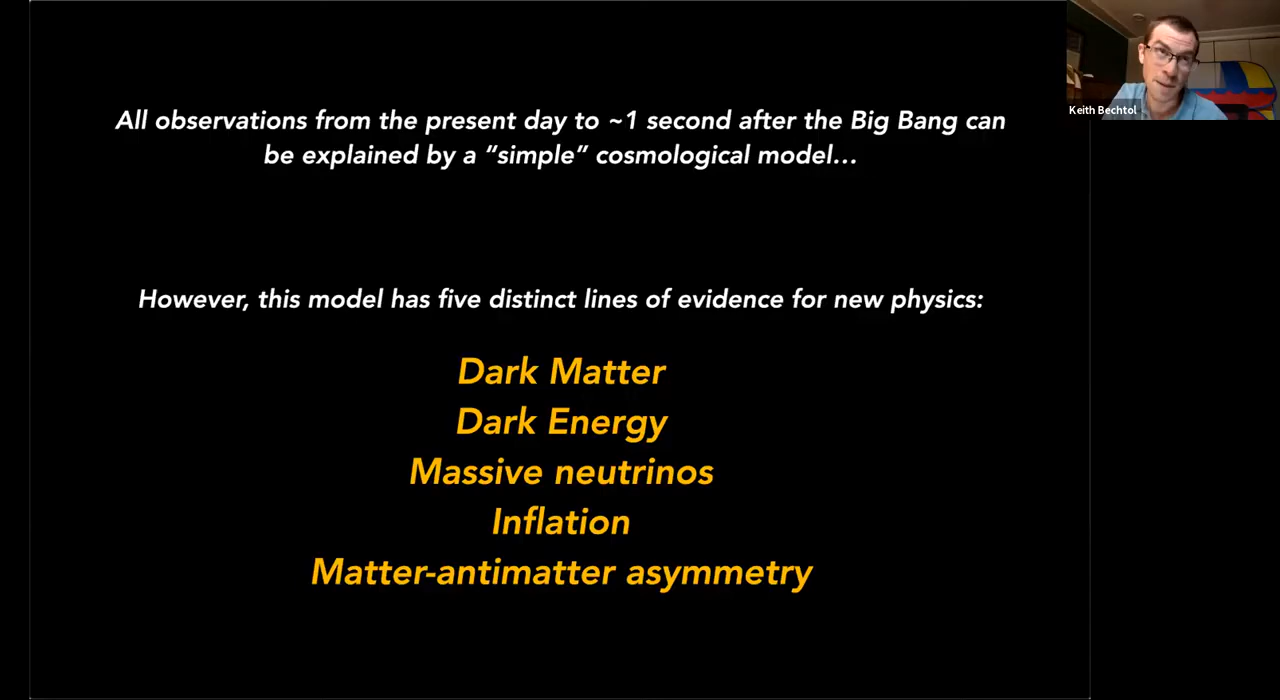 All observations from the present day to ~1 second after the Big Bang can
be explained by a “simple” cosmological model…
However, this model has five distinct lines of evidence for new physics:
Dark Matter
Dark Energy
Massive neutrinos
Inflation
Matter-antimatter asymmetry
Keith Bechtol